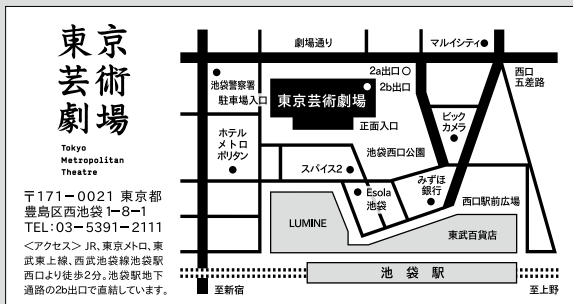 東京
芸術
劇場
Tokyo
Metropolitan
Theatre
〒171-0021 東京都
豊島区西池袋1-8-1
TEL:03-5391-2111
＜アクセス＞ JR、東京メトロ、東
武東上線、西武池袋線池袋駅
西口より徒歩2分。池袋駅地下
通路の2b出口で直結しています。
劇場通り
マルイシティ
池袋警察署
駐車場入口
東京芸術劇場
2a出口
2b出口
西口
五差路
正面入口
ビック
カメラ
ホテル
メトロ
ポリタン
池袋西口公園
スパイス2
Esola
池袋
みずほ
銀行
西口駅前広場
LUMINE
東武百貨店
池袋駅
至新宿
至上野